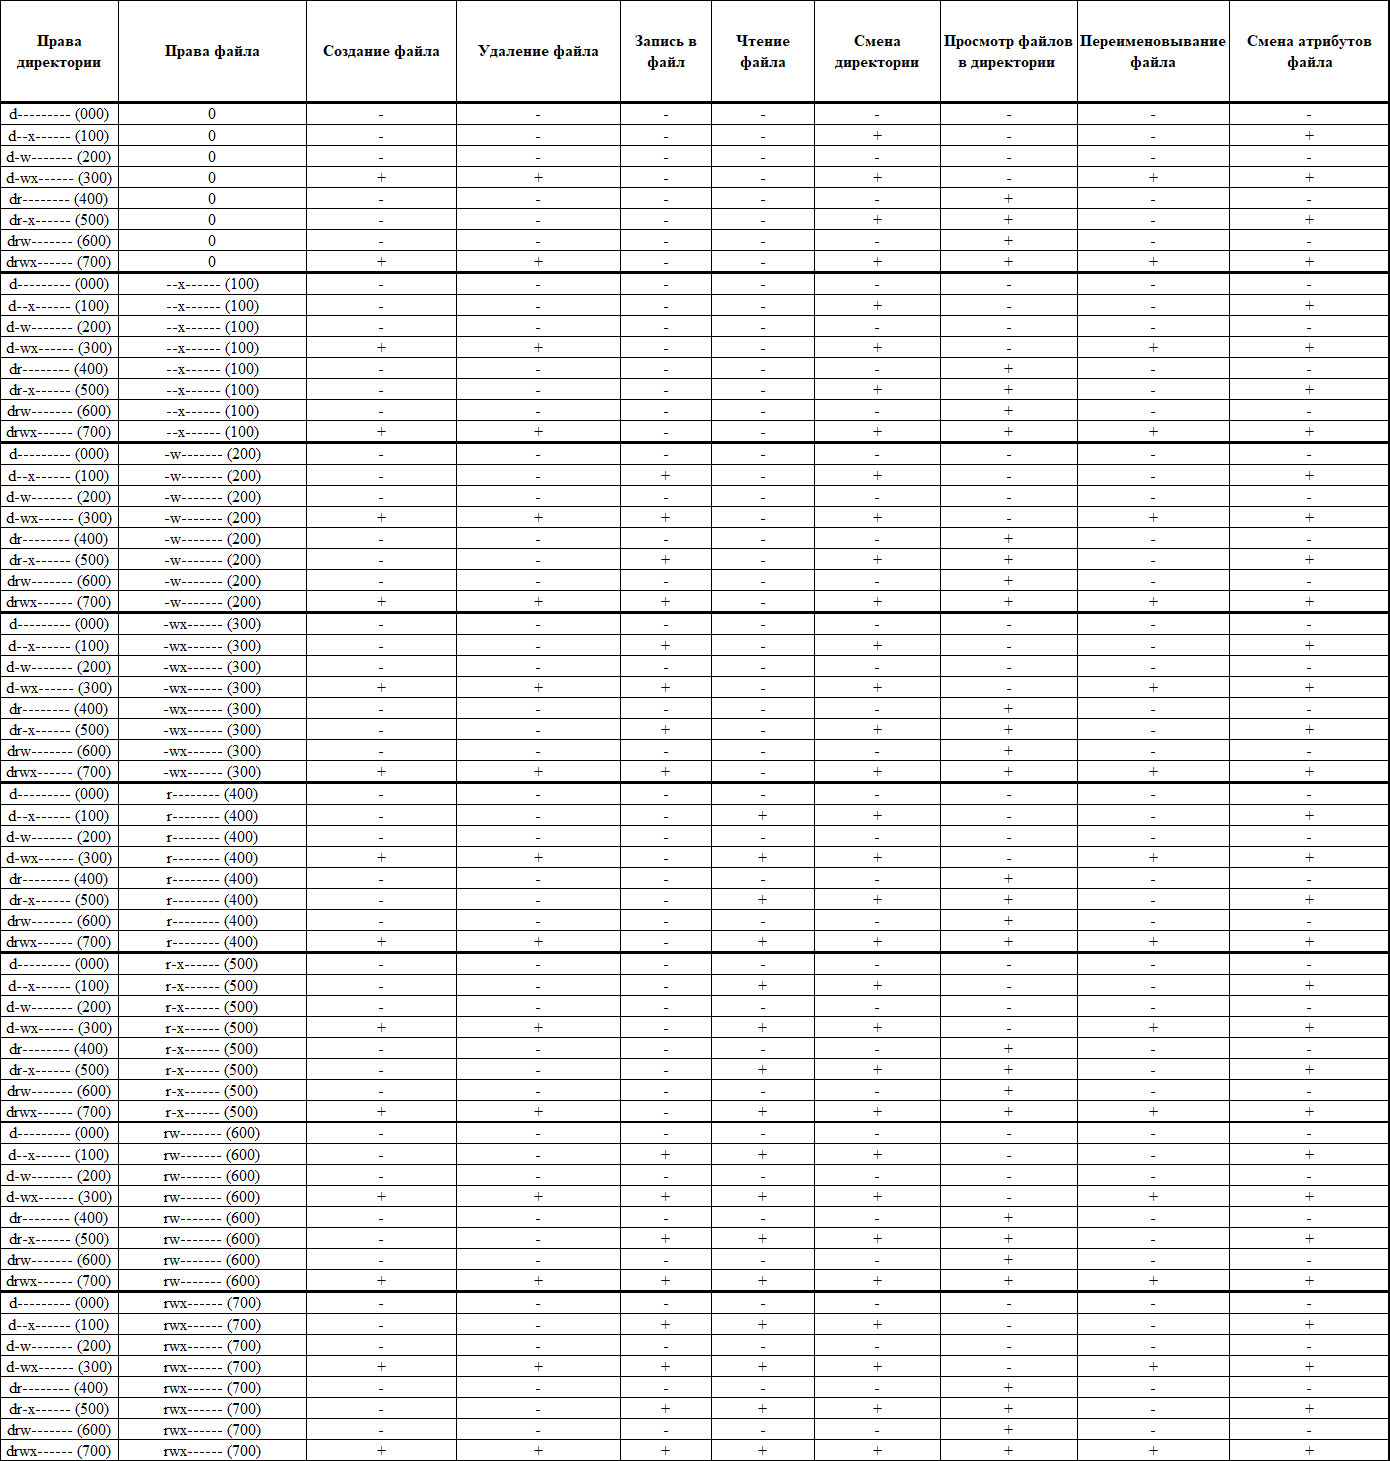 Права директории Права файла Создание файла Удаление файла Запись в файл Чтение файла Смена директории Просмотр файлов в директории Переименовывание файла Смена атрибутов файла
d--------- (000) 0 - - - - - - - -
d--x------ (100) 0 - - - - + - - +
d-w------- (200) 0 - - - - - - - -
d-wx------ (300) 0 + + - - + - + +
dr-------- (400) 0 - - - - - + - -
dr-x------ (500) 0 - - - - + + - +
drw------- (600) 0 - - - - - + - -
drwx------ (700) 0 + + - - + + + +
d--------- (000) --x------ (100) - - - - - - - -
d--x------ (100) --x------ (100) - - - - + - - +
d-w------- (200) --x------ (100) - - - - - - - -
d-wx------ (300) --x------ (100) + + - - + - + +
dr-------- (400) --x------ (100) - - - - - + - -
dr-x------ (500) --x------ (100) - - - - + + - +
drw------- (600) --x------ (100) - - - - - + - -
drwx------ (700) --x------ (100) + + - - + + + +
d--------- (000) -w------- (200) - - - - - - - -
d--x------ (100) -w------- (200) - - + - + - - +
d-w------- (200) -w------- (200) - - - - - - - -
d-wx------ (300) -w------- (200) + + + - + - + +
dr-------- (400) -w------- (200) - - - - - + - -
dr-x------ (500) -w------- (200) - - + - + + - +
drw------- (600) -w------- (200) - - - - - + - -
drwx------ (700) -w------- (200) + + + - + + + +
d--------- (000) -wx------ (300) - - - - - - - -
d--x------ (100) -wx------ (300) - - + - + - - +
d-w------- (200) -wx------ (300) - - - - - - - -
d-wx------ (300) -wx------ (300) + + + - + - + +
dr-------- (400) -wx------ (300) - - - - - + - -
dr-x------ (500) -wx------ (300) - - + - + + - +
drw------- (600) -wx------ (300) - - - - - + - -
drwx------ (700) -wx------ (300) + + + - + + + +
d--------- (000) r-------- (400) - - - - - - - -
d--x------ (100) r-------- (400) - - - + + - - +
d-w------- (200) r-------- (400) - - - - - - - -
d-wx------ (300) r-------- (400) + + - + + - + +
dr-------- (400) r-------- (400) - - - - - + - -
dr-x------ (500) r-------- (400) - - - + + + - +
drw------- (600) r-------- (400) - - - - - + - -
drwx------ (700) r-------- (400) + + - + + + + +
d--------- (000) r-x------ (500) - - - - - - - -
d--x------ (100) r-x------ (500) - - - + + - - +
d-w------- (200) r-x------ (500) - - - - - - - -
d-wx------ (300) r-x------ (500) + + - + + - + +
dr-------- (400) r-x------ (500) - - - - - + - -
dr-x------ (500) r-x------ (500) - - - + + + - +
drw------- (600) r-x------ (500) - - - - - + - -
drwx------ (700) r-x------ (500) + + - + + + + +
d--------- (000) rw------- (600) - - - - - - - -
d--x------ (100) rw------- (600) - - + + + - - +
d-w------- (200) rw------- (600) - - - - - - - -
d-wx------ (300) rw------- (600) + + + + + - + +
dr-------- (400) rw------- (600) - - - - - + - -
dr-x------ (500) rw------- (600) - - + + + + - +
drw------- (600) rw------- (600) - - - - - + - -
drwx------ (700) rw------- (600) + + + + + + + +
d--------- (000) rwx------ (700) - - - - - - - -
d--x------ (100) rwx------ (700) - - + + + - - +
d-w------- (200) rwx------ (700) - - - - - - - -
d-wx------ (300) rwx------ (700) + + + + + - + +
dr-------- (400) rwx------ (700) - - - - - + - -
dr-x------ (500) rwx------ (700) - - + + + + - +
drw------- (600) rwx------ (700) - - - - - + - -
drwx------ (700) rwx------ (700) + + + + + + + +